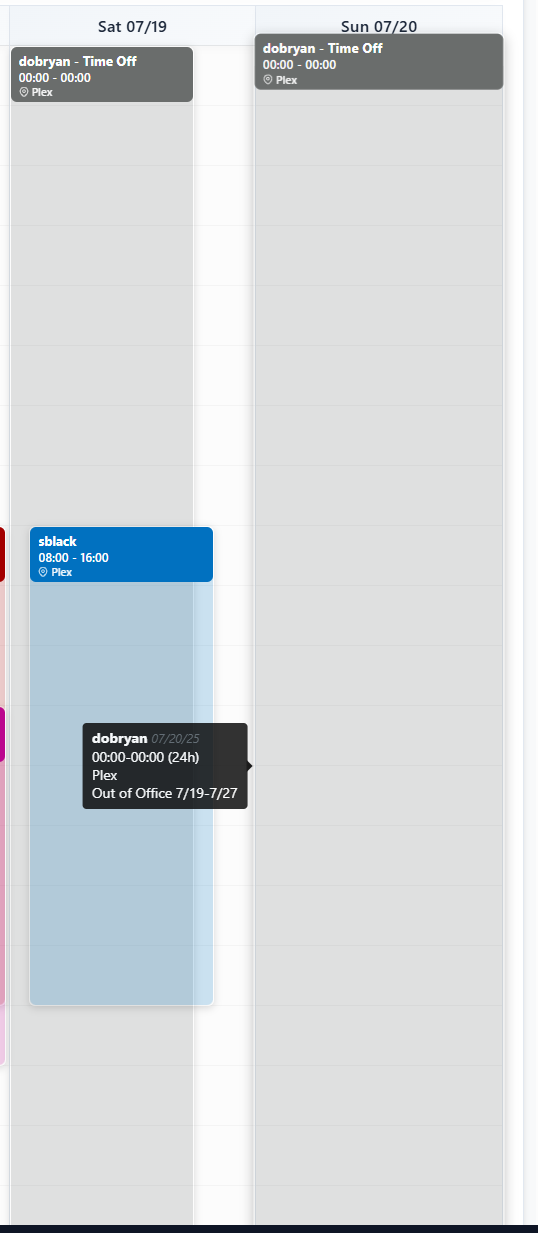 Sat 07/19
Sun 07/20
dobryan - Time Off
00:00 - 00:00
Plex
dobryan - Time Off
00:00 - 00:00
Plex
sblack
08:00 - 16:00
Plex
dobryan 07/20/25
00:00-00:00 (24h)
Plex
Out of Office 7/19-7/27